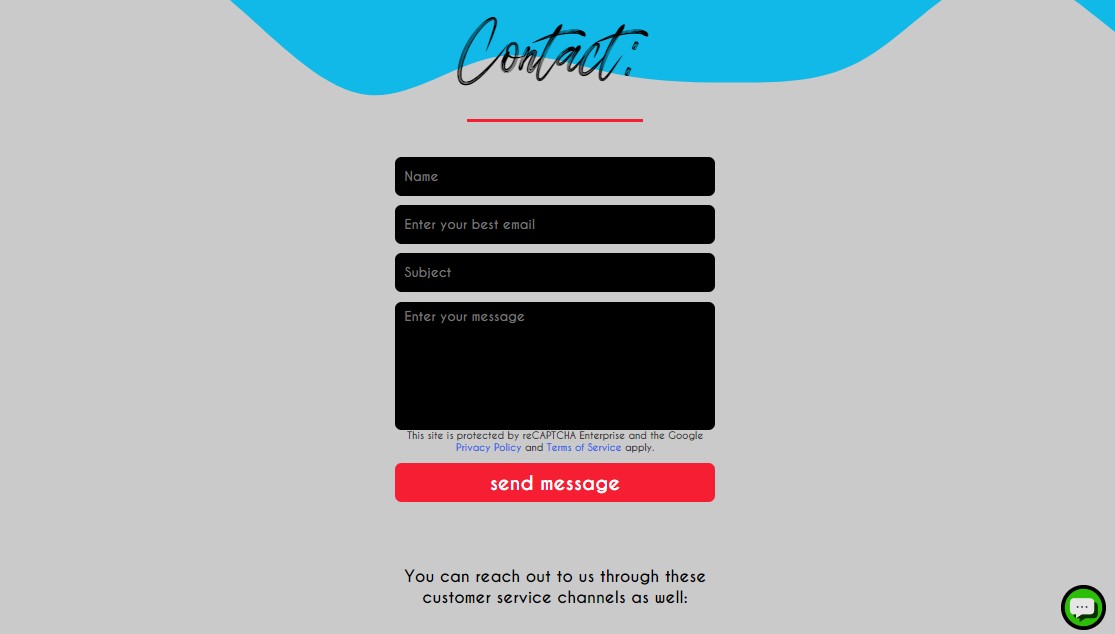 Contact:
Name
Enter your best email
Subject
Enter your message
This site is protected by reCAPTCHA Enterprise and the Google
Privacy Policy and Terms of Service apply.
send message
You can reach out to us through these
customer service channels as well: